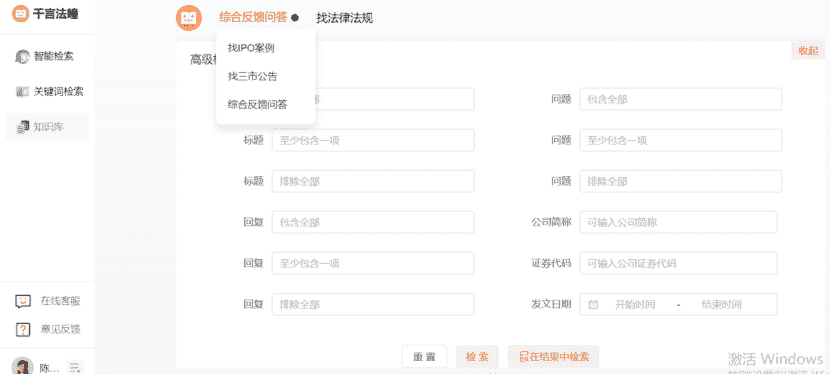 千言法瞳
综合反馈问答
找法律法规
智能检索
关键词检索
知识库
找IPO案例
找三市公告
综合反馈问答
高级
收起
部
问题
包含全部
标题
至少包含一项
问题
至少包含一项
标题
排除全部
问题
排除全部
回复
包含全部
公司简称
可输入公司简称
回复
至少包含一项
证券代码
可输入公司证券代码
回复
排除全部
发文日期
开始时间 - 结束时间
重置
检索
在结果中检索
在线客服
意见反馈
陈...
激活 Windows